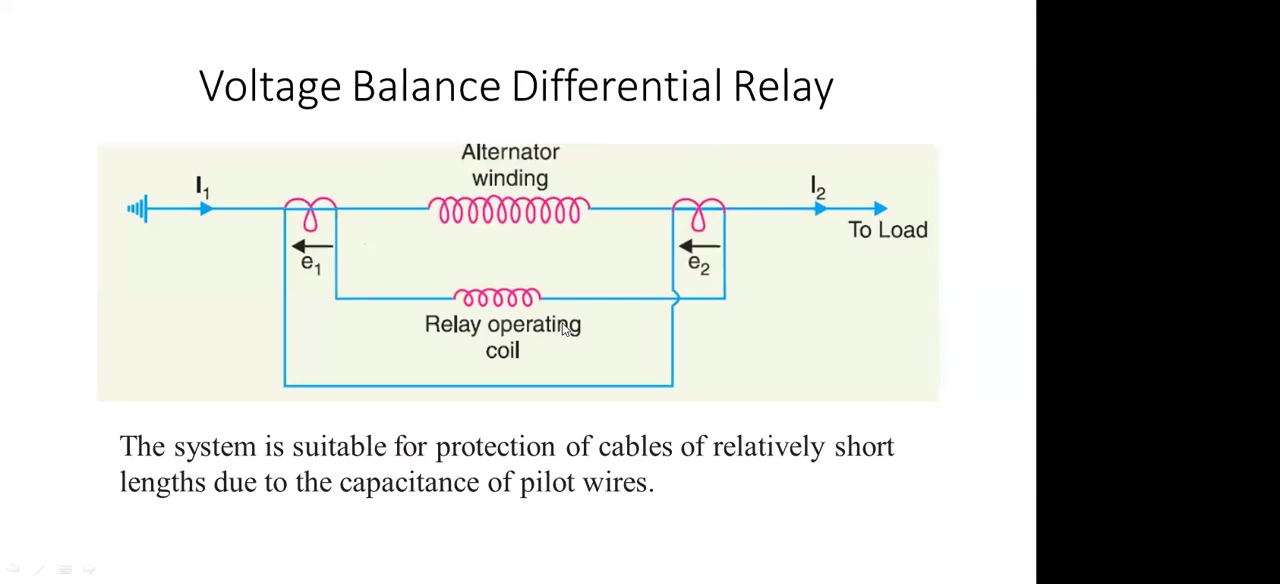 Voltage Balance Differential Relay
Alternator
winding
I₁
I₂
To Load
e₁
e₂
Relay operating
coil
The system is suitable for protection of cables of relatively short
lengths due to the capacitance of pilot wires.